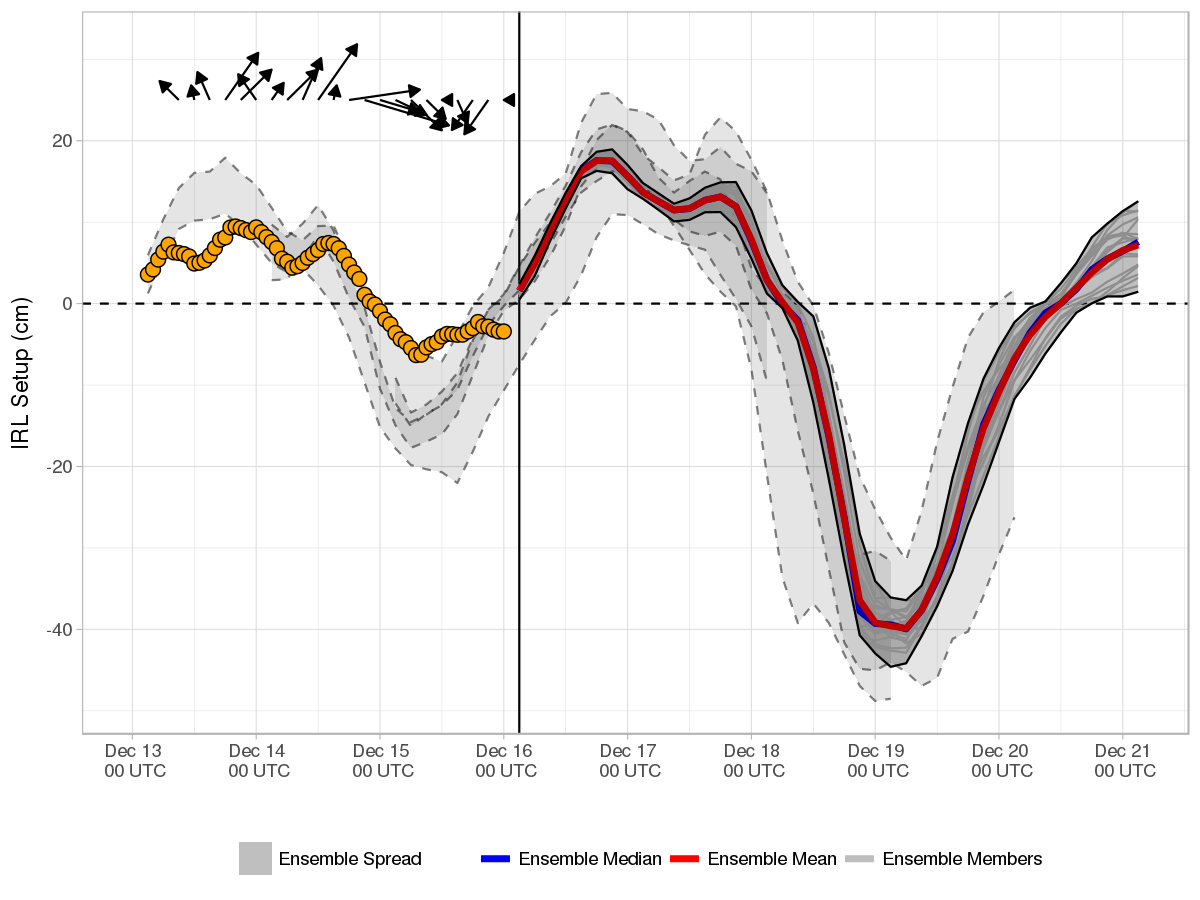 IRL Setup (cm)
20
0
-20
-40
Dec 13 Dec 14 Dec 15 Dec 16 Dec 17 Dec 18 Dec 19 Dec 20 Dec 21
00 UTC 00 UTC 00 UTC 00 UTC 00 UTC 00 UTC 00 UTC 00 UTC 00 UTC
Ensemble Spread Ensemble Median Ensemble Mean Ensemble Members